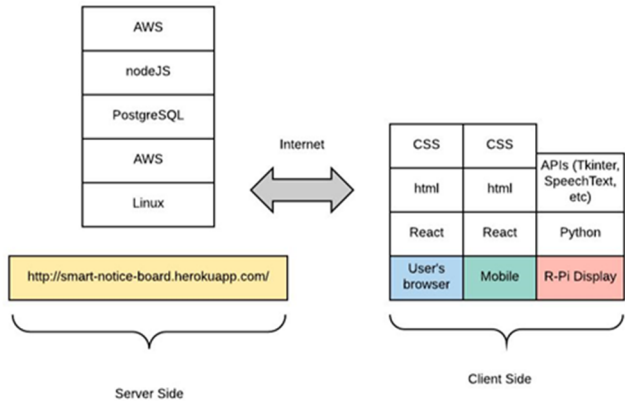 AWS
nodeJS
PostgreSQL
AWS
Linux
http://smart-notice-board.herokuapp.com/
Server Side
Internet
CSS
CSS
html
html
APIs (Tkinter,
SpeechText,
etc)
React
React
Python
User's
browser
Mobile
R-Pi Display
Client Side